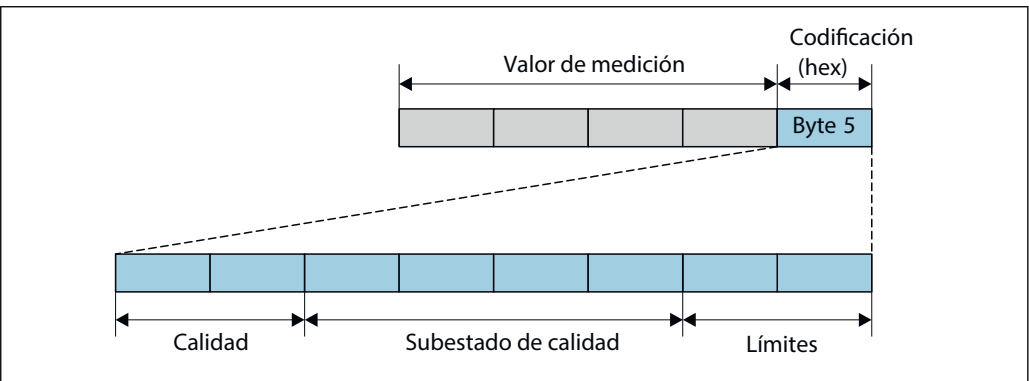 Codificación
Valor de medición
(hex)
Byte 5
Calidad
Subestado de calidad
Límites